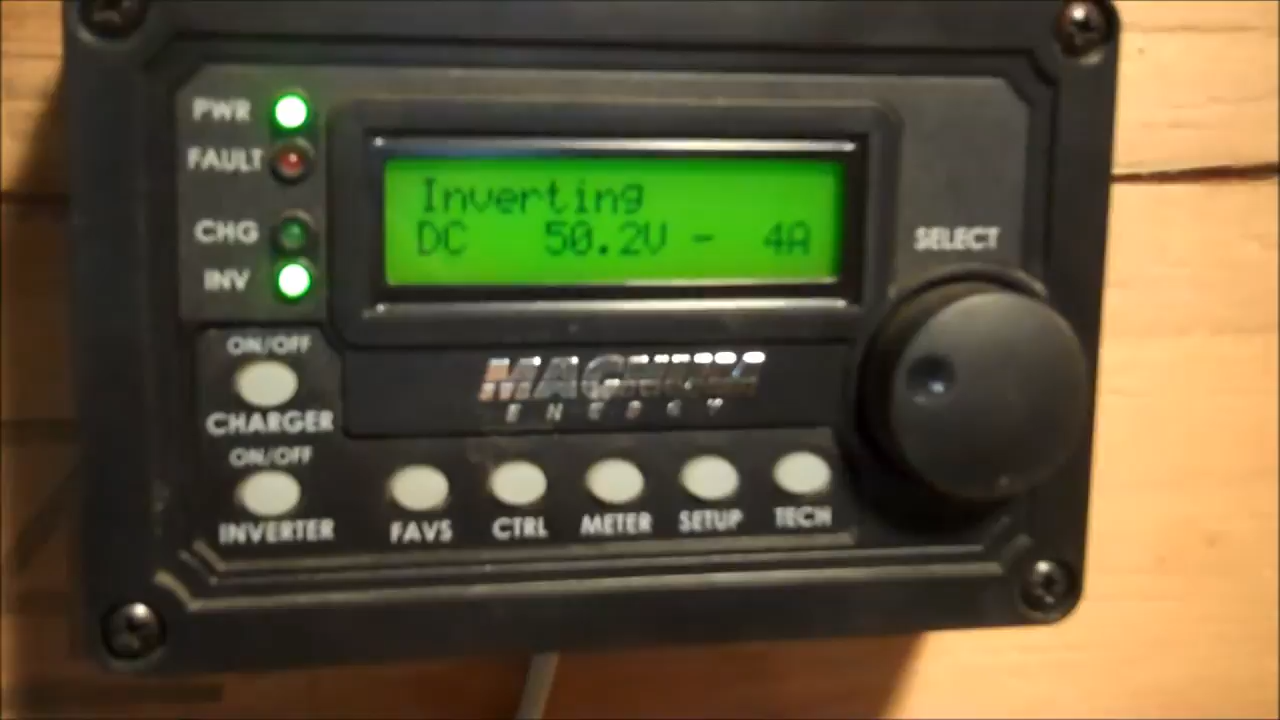 PWR
FAULT
CHG
INV
Inverting
DC 50.2V - 4A
SELECT
ON/OFF
CHARGER
ON/OFF
INVERTER
MAGNUM
ENERGY
FAVS
CTRL
METER
SETUP
TECH